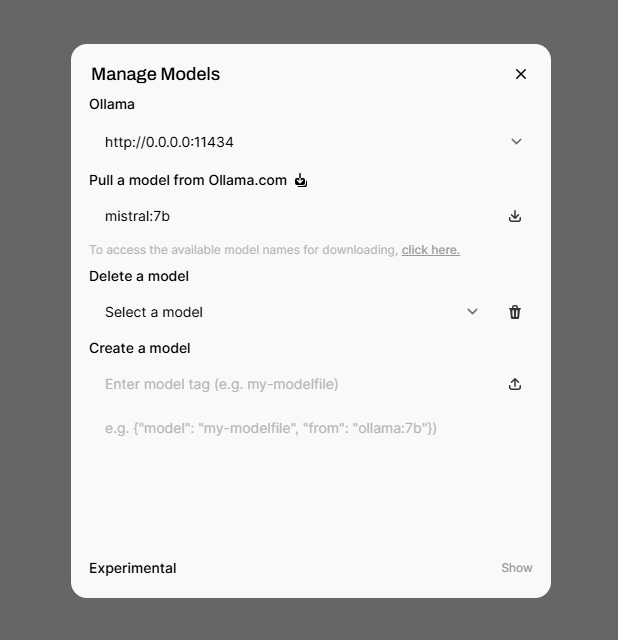 Manage Models
Ollama
http://0.0.0.0:11434
Pull a model from Ollama.com
mistral:7b
To access the available model names for downloading, click here.
Delete a model
Select a model
Create a model
Enter model tag (e.g. my-modelfile)
e.g. {"model": "my-modelfile", "from": "ollama:7b"})
Experimental
Show